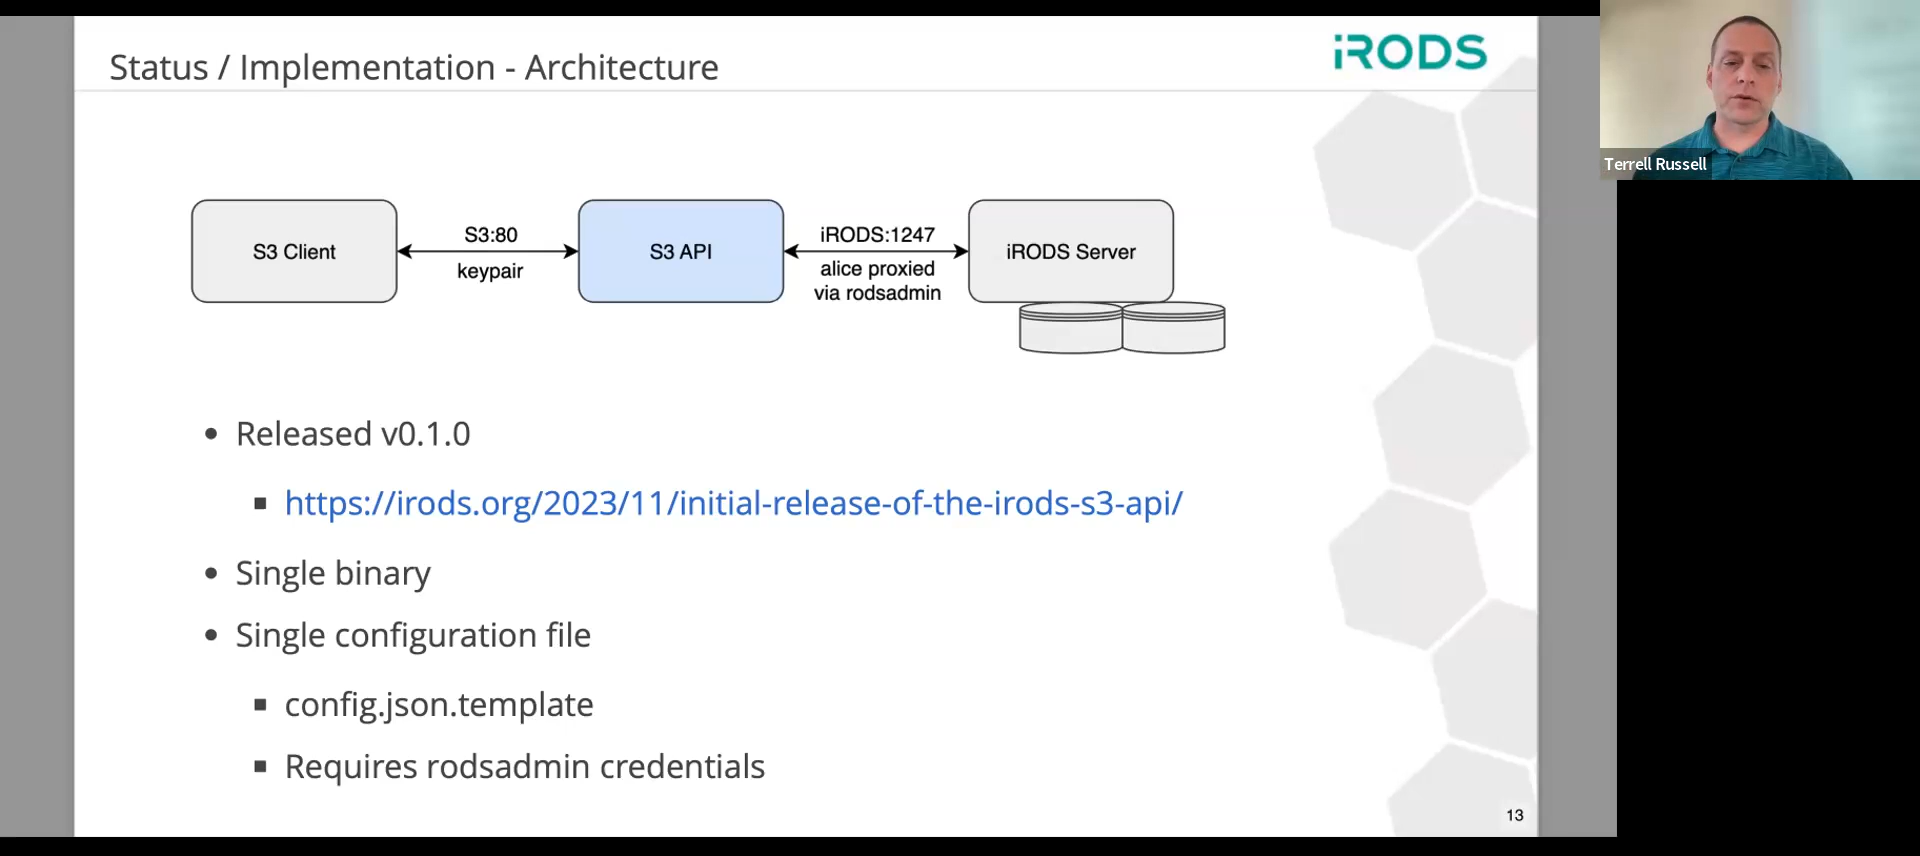 Status / Implementation - Architecture
iRODS
Terrell Russell
S3 Client
S3:80
keypair
S3 API
iRODS:1247
alice proxied
via rodsadmin
iRODS Server
• Released v0.1.0
▪ https://irods.org/2023/11/initial-release-of-the-irods-s3-api/
• Single binary
• Single configuration file
▪ config.json.template
▪ Requires rodsadmin credentials
13